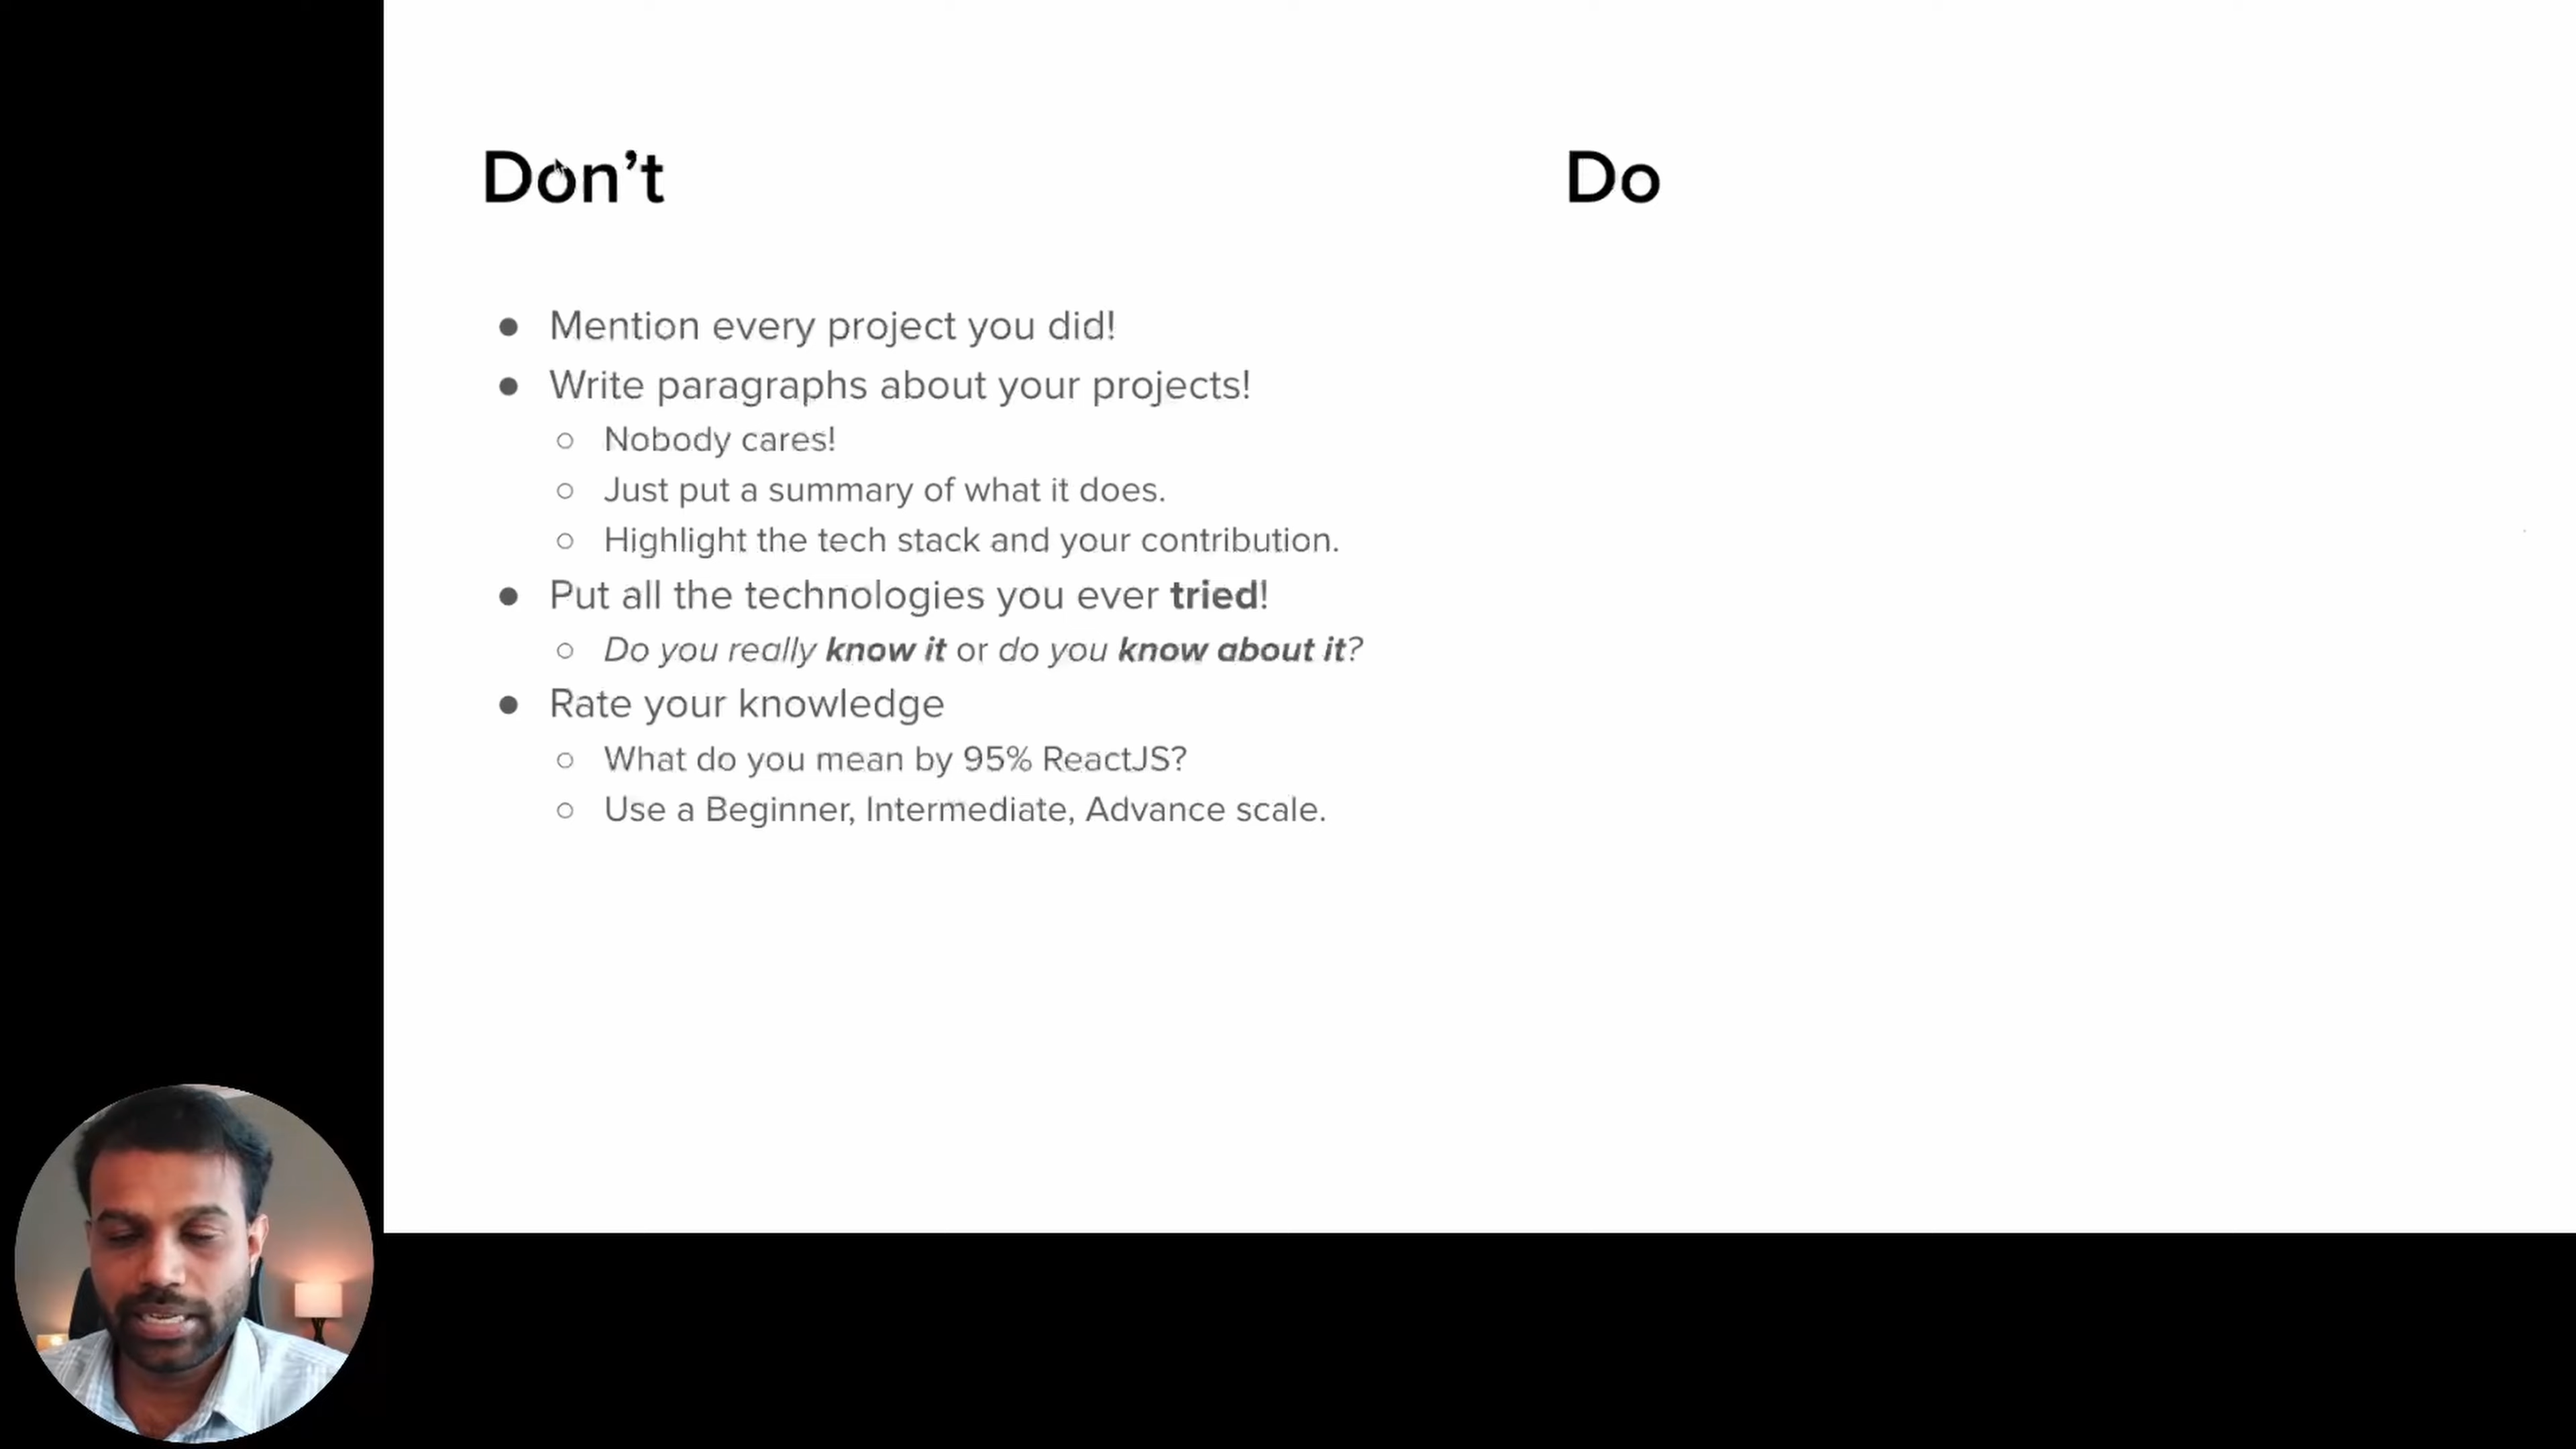 Don’t
Do
● Mention every project you did!
● Write paragraphs about your projects!
○ Nobody cares!
○ Just put a summary of what it does.
○ Highlight the tech stack and your contribution.
● Put all the technologies you ever tried!
○ Do you really know it or do you know about it?
● Rate your knowledge
○ What do you mean by 95% ReactJS?
○ Use a Beginner, Intermediate, Advance scale.